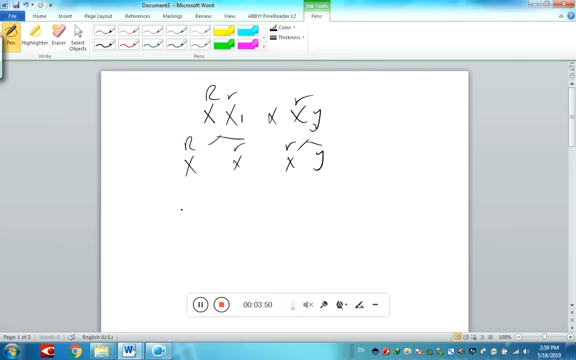 Document3 - Microsoft Word
Ink Tools
File Home Insert Page Layout References Mailings Review View ABBYY FineReader 12 Pens
Pen Highlighter Eraser Select Objects
Color
Thickness
Write Pens
R r r
X X1 x X y
R r r
X x x y
00:03:50
Page: 1 of 2 Words: 0 English (U.S.) 100%
EN 2:59 PM
5/18/2019